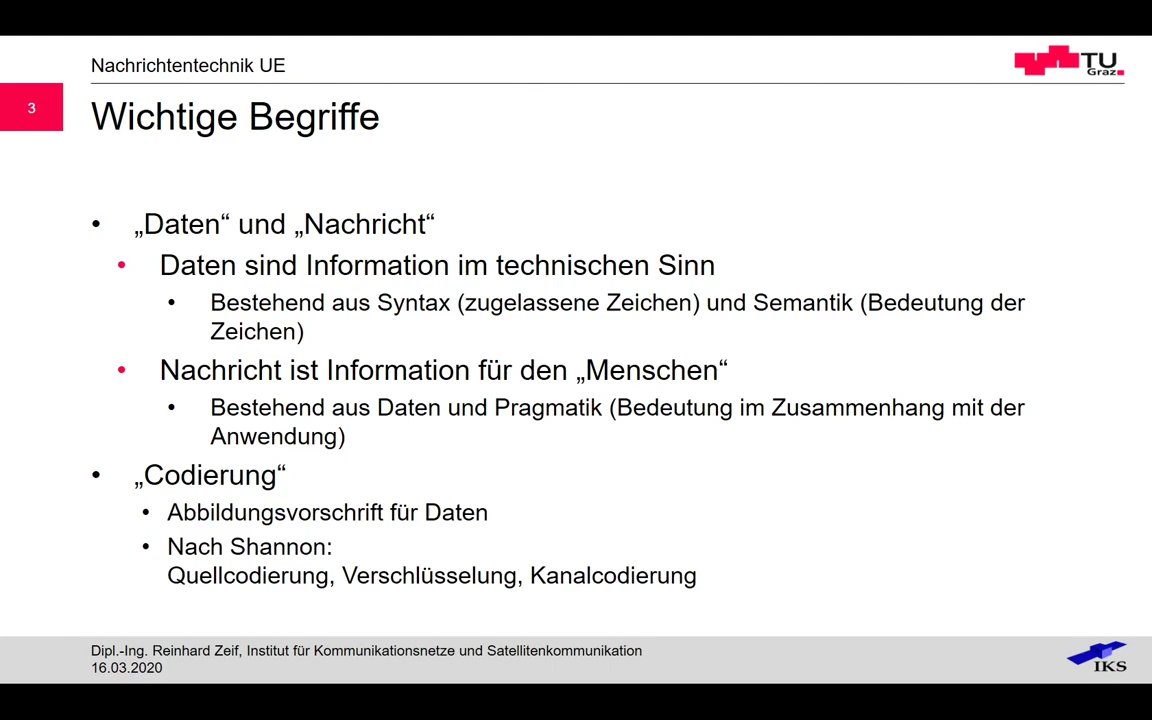 Nachrichtentechnik UE
TU
Graz
3
Wichtige Begriffe
• „Daten“ und „Nachricht“
• Daten sind Information im technischen Sinn
• Bestehend aus Syntax (zugelassene Zeichen) und Semantik (Bedeutung der
Zeichen)
• Nachricht ist Information für den „Menschen“
• Bestehend aus Daten und Pragmatik (Bedeutung im Zusammenhang mit der
Anwendung)
• „Codierung“
• Abbildungsvorschrift für Daten
• Nach Shannon:
Quellcodierung, Verschlüsselung, Kanalcodierung
Dipl.-Ing. Reinhard Zeif, Institut für Kommunikationsnetze und Satellitenkommunikation
16.03.2020
IKS